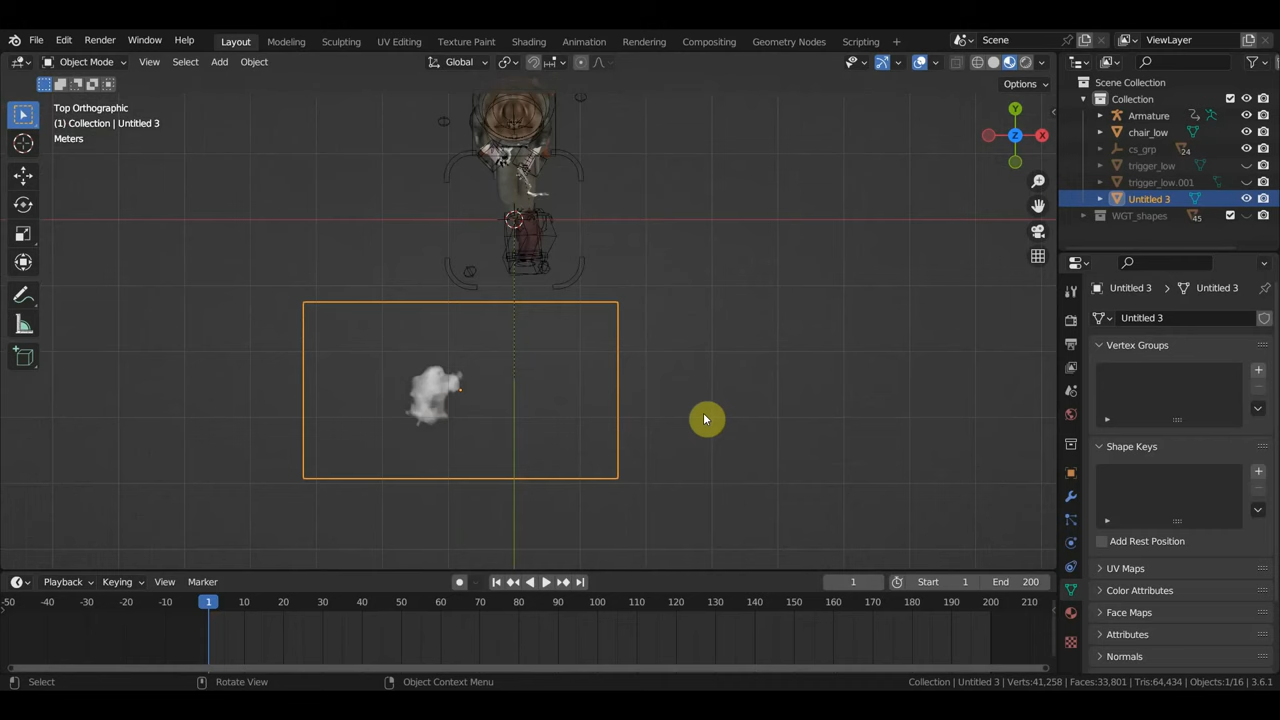 File Edit Render Window Help Layout Modeling Sculpting UV Editing Texture Paint Shading Animation Rendering Compositing Geometry Nodes Scripting + Scene ViewLayer
Object Mode View Select Add Object Global
Options
Top Orthographic
(1) Collection | Untitled 3
Meters
Y
X
Z
Scene Collection
Collection
Armature
chair_low
cs_grp 24
trigger_low
trigger_low.001
Untitled 3
WGT_shapes 45
Untitled 3 > Untitled 3
Untitled 3
Vertex Groups
Shape Keys
Add Rest Position
UV Maps
Color Attributes
Face Maps
Attributes
Normals
Playback Keying View Marker 1 Start 1 End 200
-50 -40 -30 -20 -10 1 10 20 30 40 50 60 70 80 90 100 110 120 130 140 150 160 170 180 190 200 210
Select Rotate View Object Context Menu Collection | Untitled 3 | Verts:41,258 | Faces:33,801 | Tris:64,434 | Objects:1/16 | 3.6.1